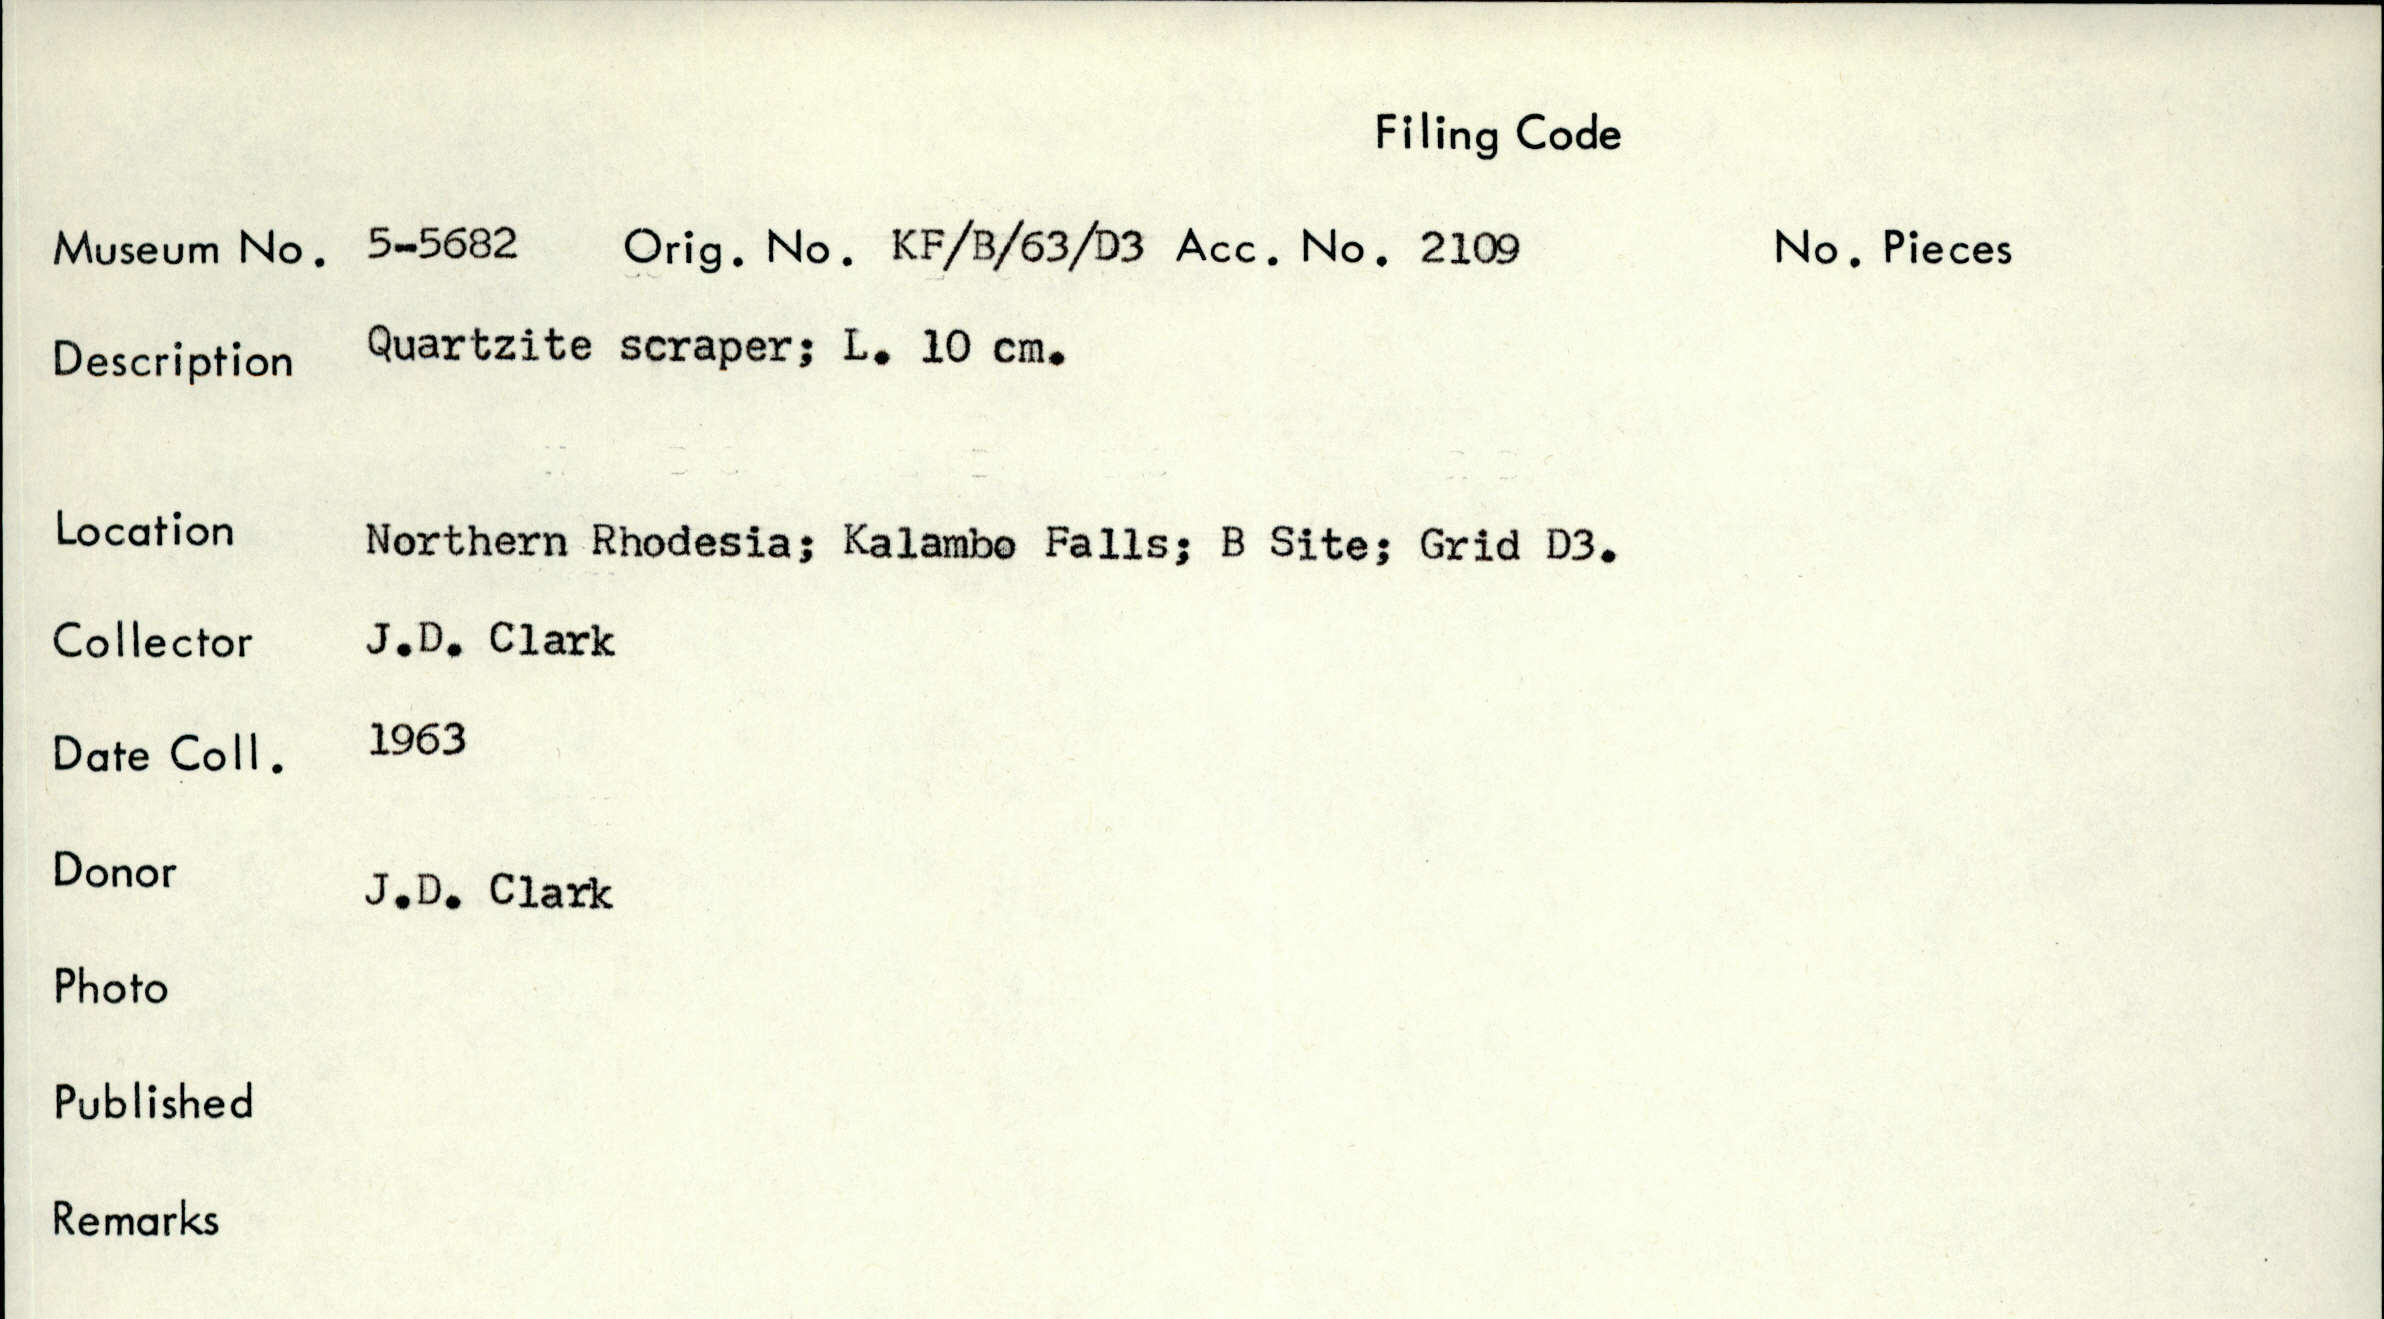 Filing Code
Museum No. 5-5682 Orig. No. KF/B/63/D3 Acc. No. 2109 No. Pieces
Description Quartzite scraper; L. 10 cm.
Location Northern Rhodesia; Kalambo Falls; B Site; Grid D3.
Collector J.D. Clark
Date Coll. 1963
Donor J.D. Clark
Photo
Published
Remarks